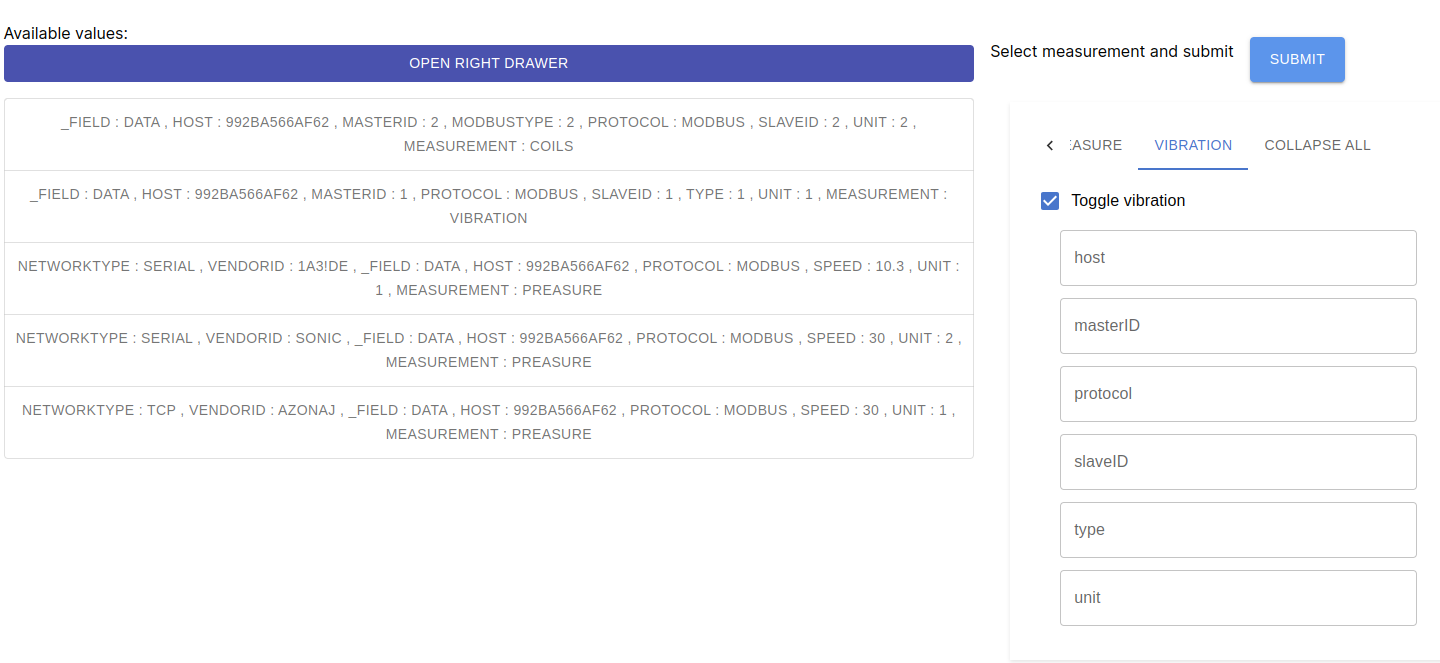 Available values:
OPEN RIGHT DRAWER
_FIELD : DATA , HOST : 992BA566AF62 , MASTERID : 2 , MODBUSTYPE : 2 , PROTOCOL : MODBUS , SLAVEID : 2 , UNIT : 2 ,
MEASUREMENT : COILS
_FIELD : DATA , HOST : 992BA566AF62 , MASTERID : 1 , PROTOCOL : MODBUS , SLAVEID : 1 , TYPE : 1 , UNIT : 1 , MEASUREMENT :
VIBRATION
NETWORKTYPE : SERIAL , VENDORID : 1A3!DE , _FIELD : DATA , HOST : 992BA566AF62 , PROTOCOL : MODBUS , SPEED : 10.3 , UNIT :
1 , MEASUREMENT : PREASURE
NETWORKTYPE : SERIAL , VENDORID : SONIC , _FIELD : DATA , HOST : 992BA566AF62 , PROTOCOL : MODBUS , SPEED : 30 , UNIT : 2 ,
MEASUREMENT : PREASURE
NETWORKTYPE : TCP , VENDORID : AZONAJ , _FIELD : DATA , HOST : 992BA566AF62 , PROTOCOL : MODBUS , SPEED : 30 , UNIT : 1 ,
MEASUREMENT : PREASURE
Select measurement and submit
SUBMIT
EASURE VIBRATION COLLAPSE ALL
Toggle vibration
host
masterID
protocol
slaveID
type
unit